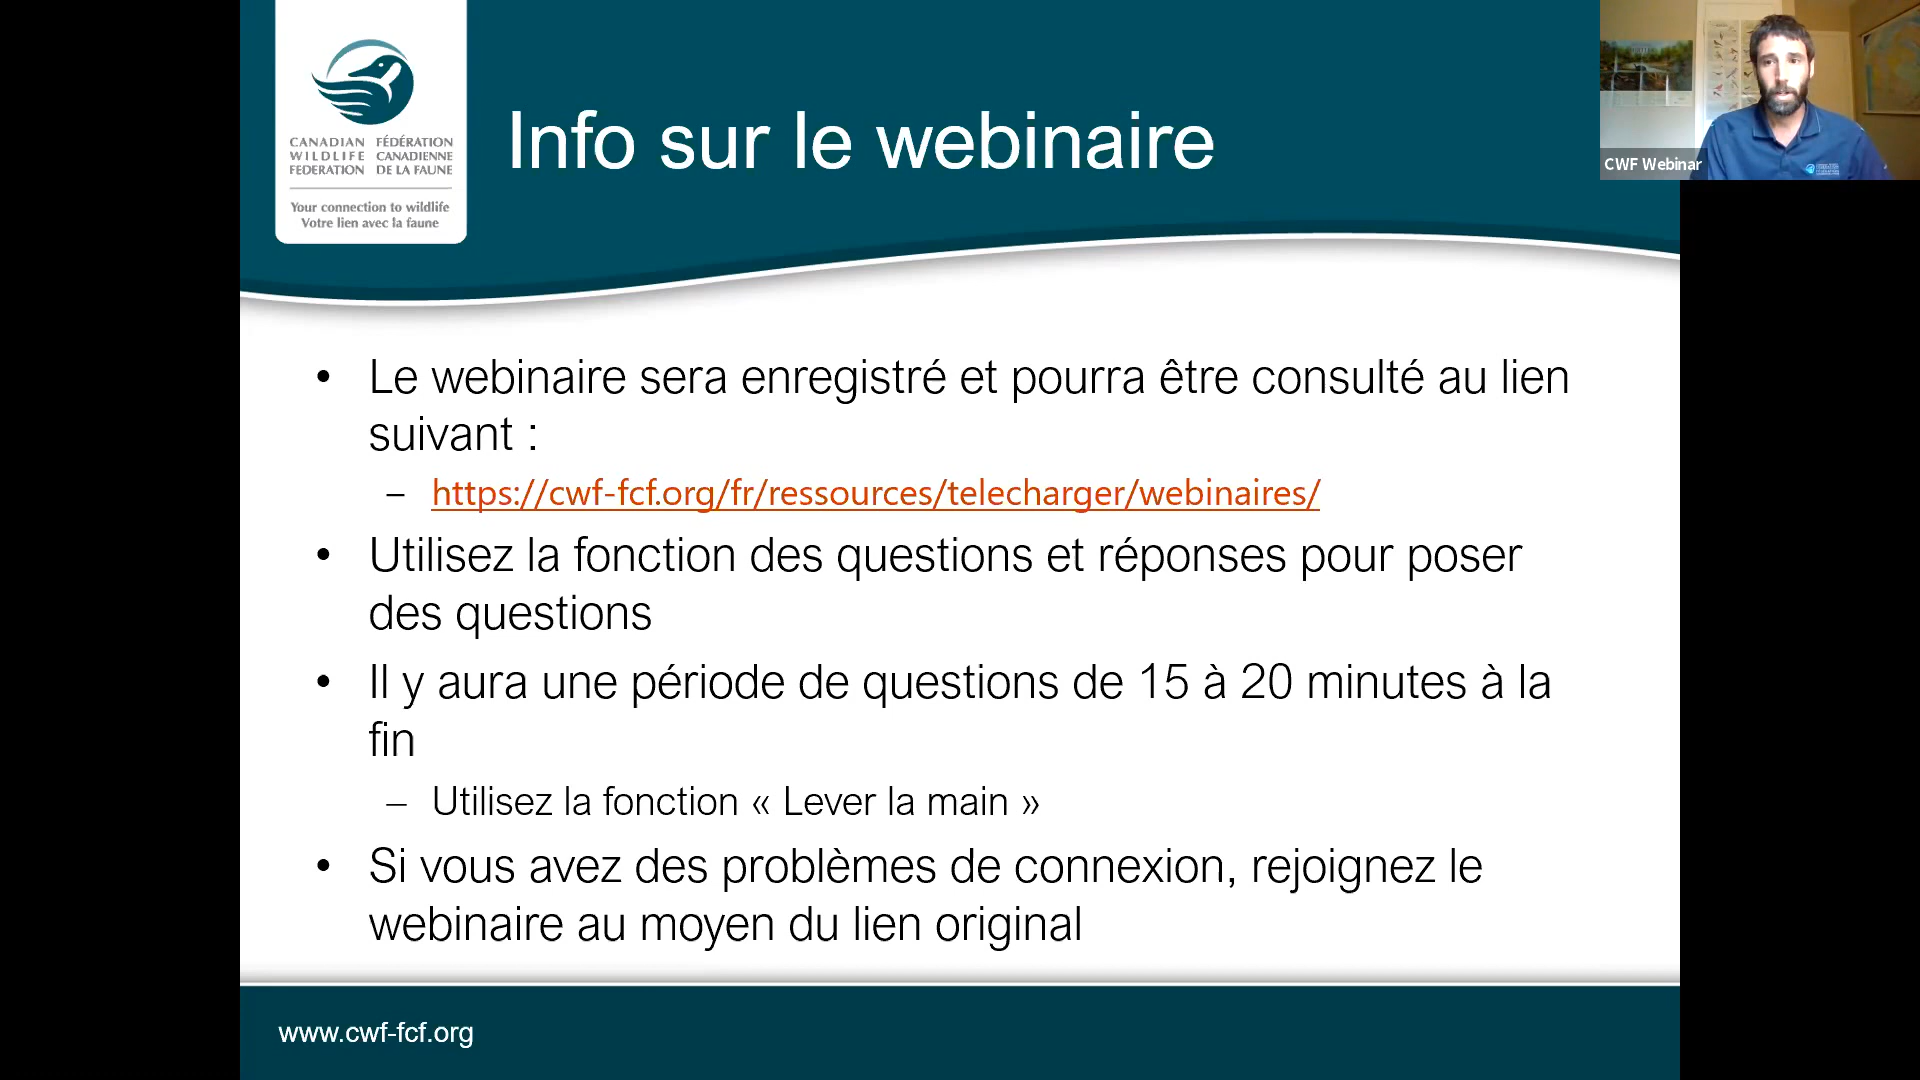 CANADIAN FÉDÉRATION
WILDLIFE CANADIENNE
FEDERATION DE LA FAUNE
Your connection to wildlife
Votre lien avec la faune
Info sur le webinaire
CWF Webinar
• Le webinaire sera enregistré et pourra être consulté au lien
suivant :
– https://cwf-fcf.org/fr/ressources/telecharger/webinaires/
• Utilisez la fonction des questions et réponses pour poser
des questions
• Il y aura une période de questions de 15 à 20 minutes à la
fin
– Utilisez la fonction « Lever la main »
• Si vous avez des problèmes de connexion, rejoignez le
webinaire au moyen du lien original
www.cwf-fcf.org